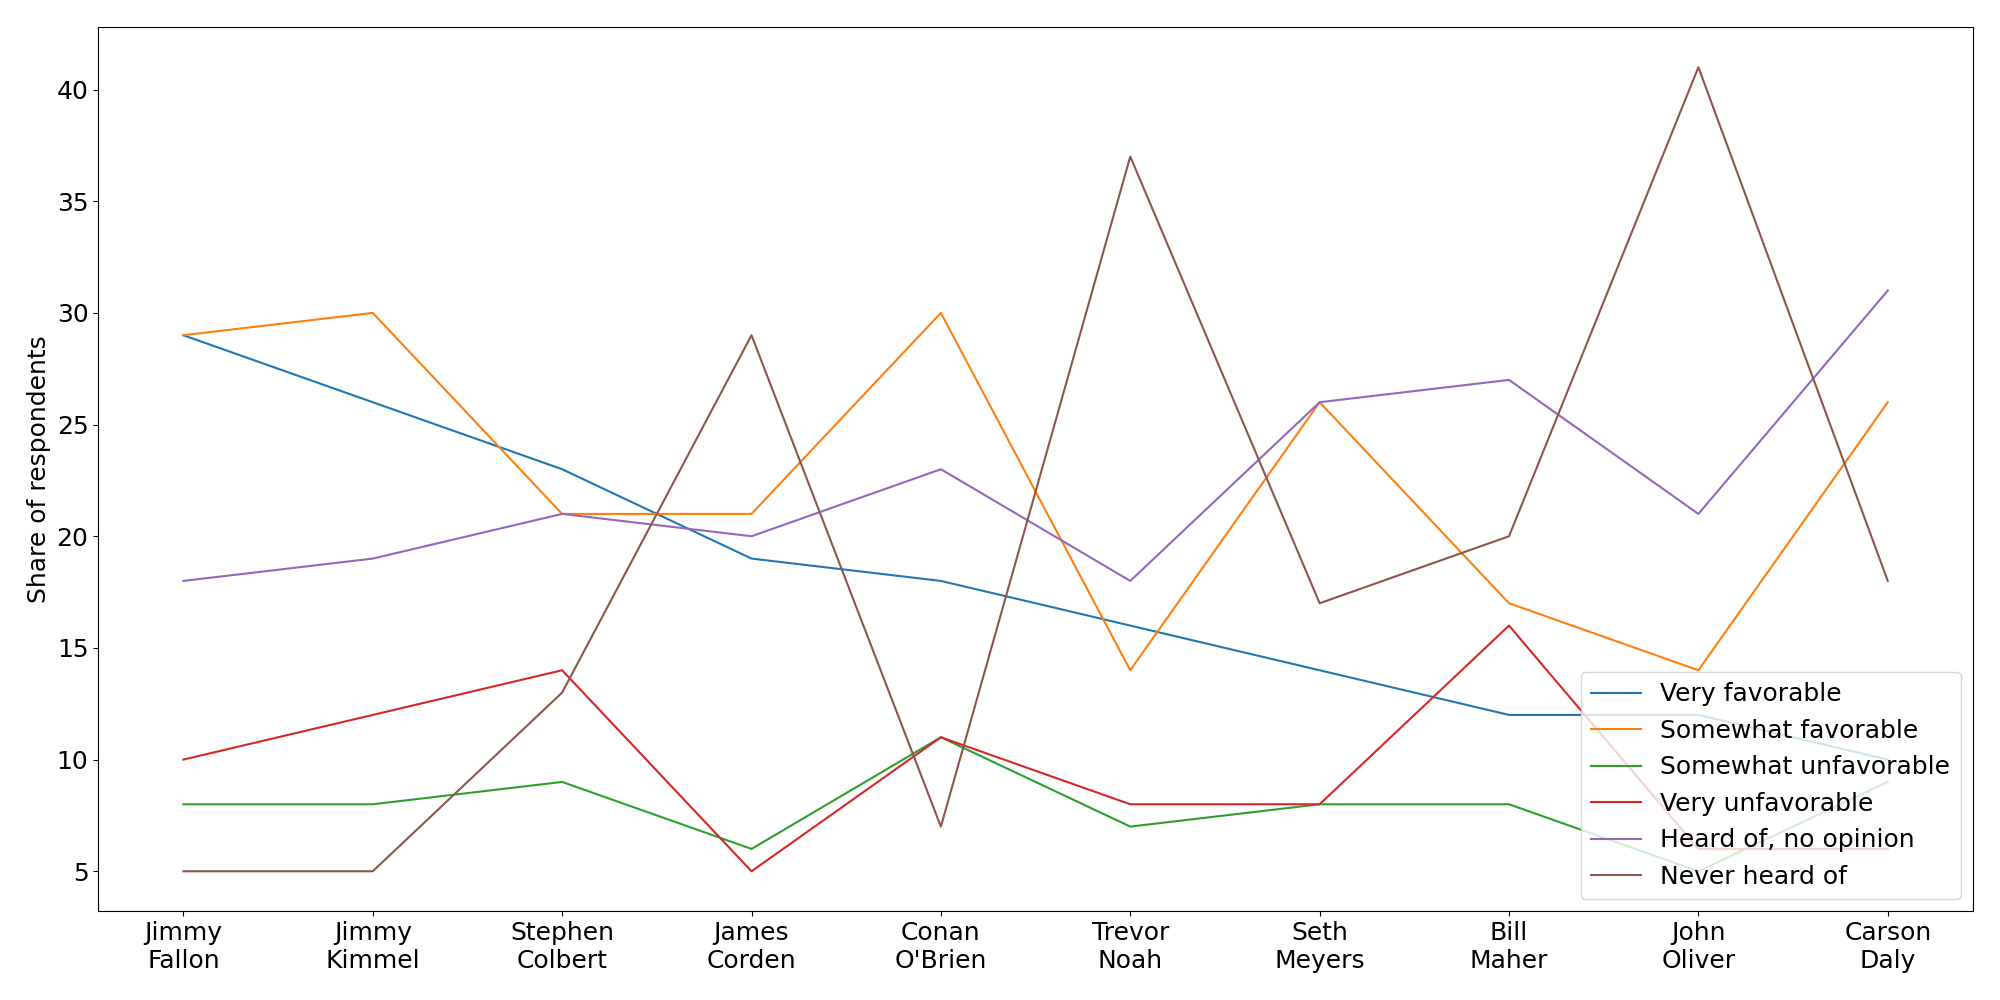 Share of respondents
40
35
30
25
20
15
10
5
Very favorable
Somewhat favorable
Somewhat unfavorable
Very unfavorable
Heard of, no opinion
Never heard of
Jimmy
Fallon
Jimmy
Kimmel
Stephen
Colbert
James
Corden
Conan
O'Brien
Trevor
Noah
Seth
Meyers
Bill
Maher
John
Oliver
Carson
Daly